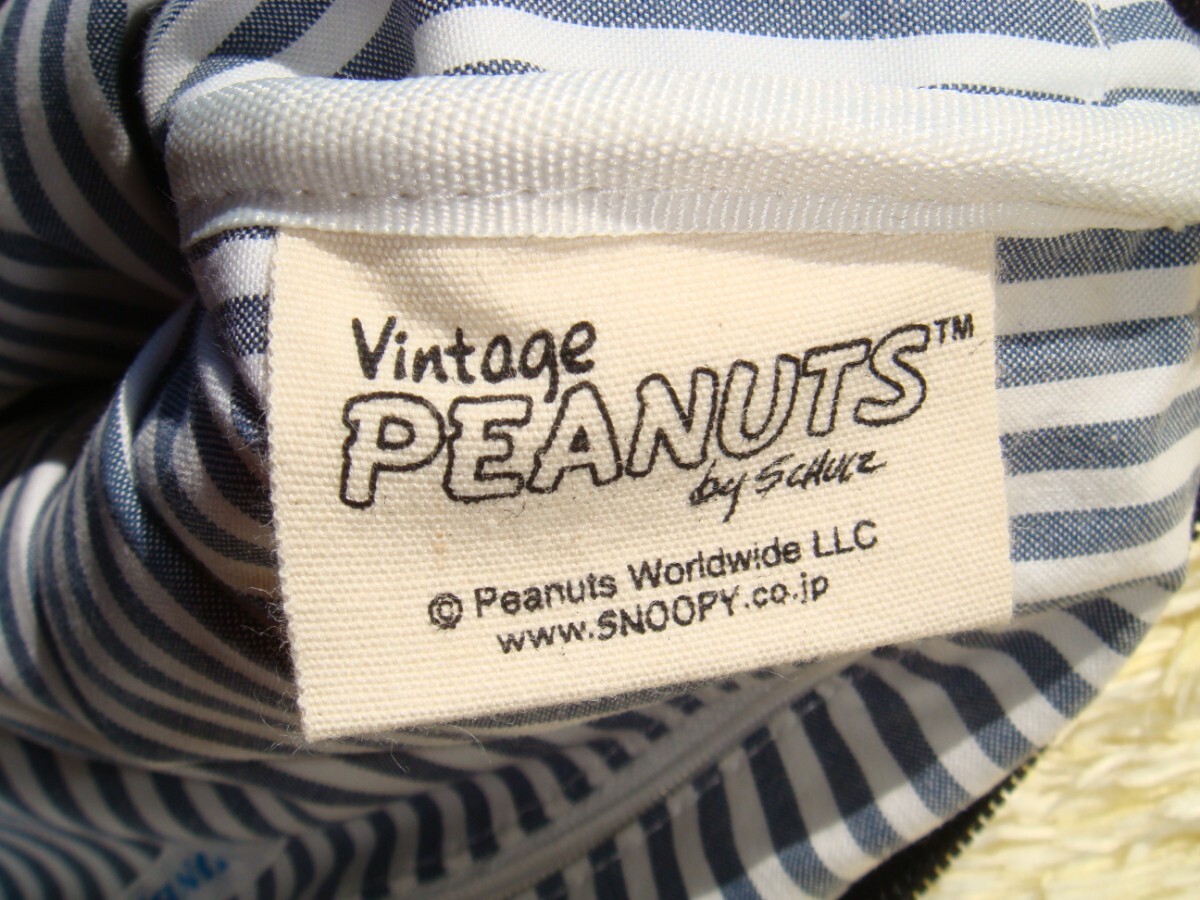 Vintage
PEANUTS™
by SCHULZ
© Peanuts Worldwide LLC
www.SNOOPY.co.jp